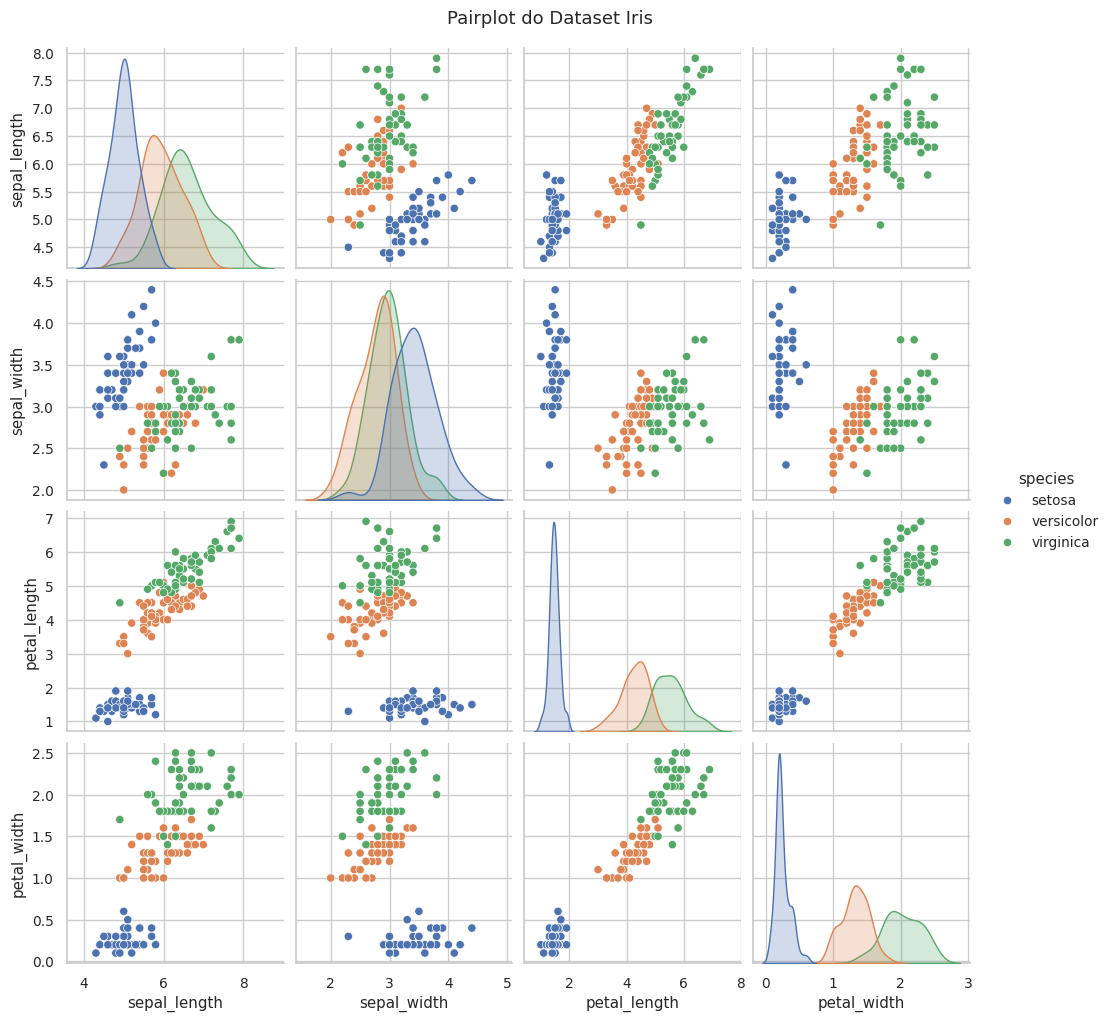 Pairplot do Dataset Iris
8.0
7.5
7.0
6.5
6.0
5.5
5.0
4.5
sepal_length
4.5
4.0
3.5
3.0
2.5
2.0
sepal_width
7
6
5
4
3
2
1
petal_length
2.5
2.0
1.5
1.0
0.5
0.0
petal_width
4 6 8
sepal_length
2 3 4 5
sepal_width
2 4 6 8
petal_length
0 1 2 3
petal_width
species
setosa
versicolor
virginica